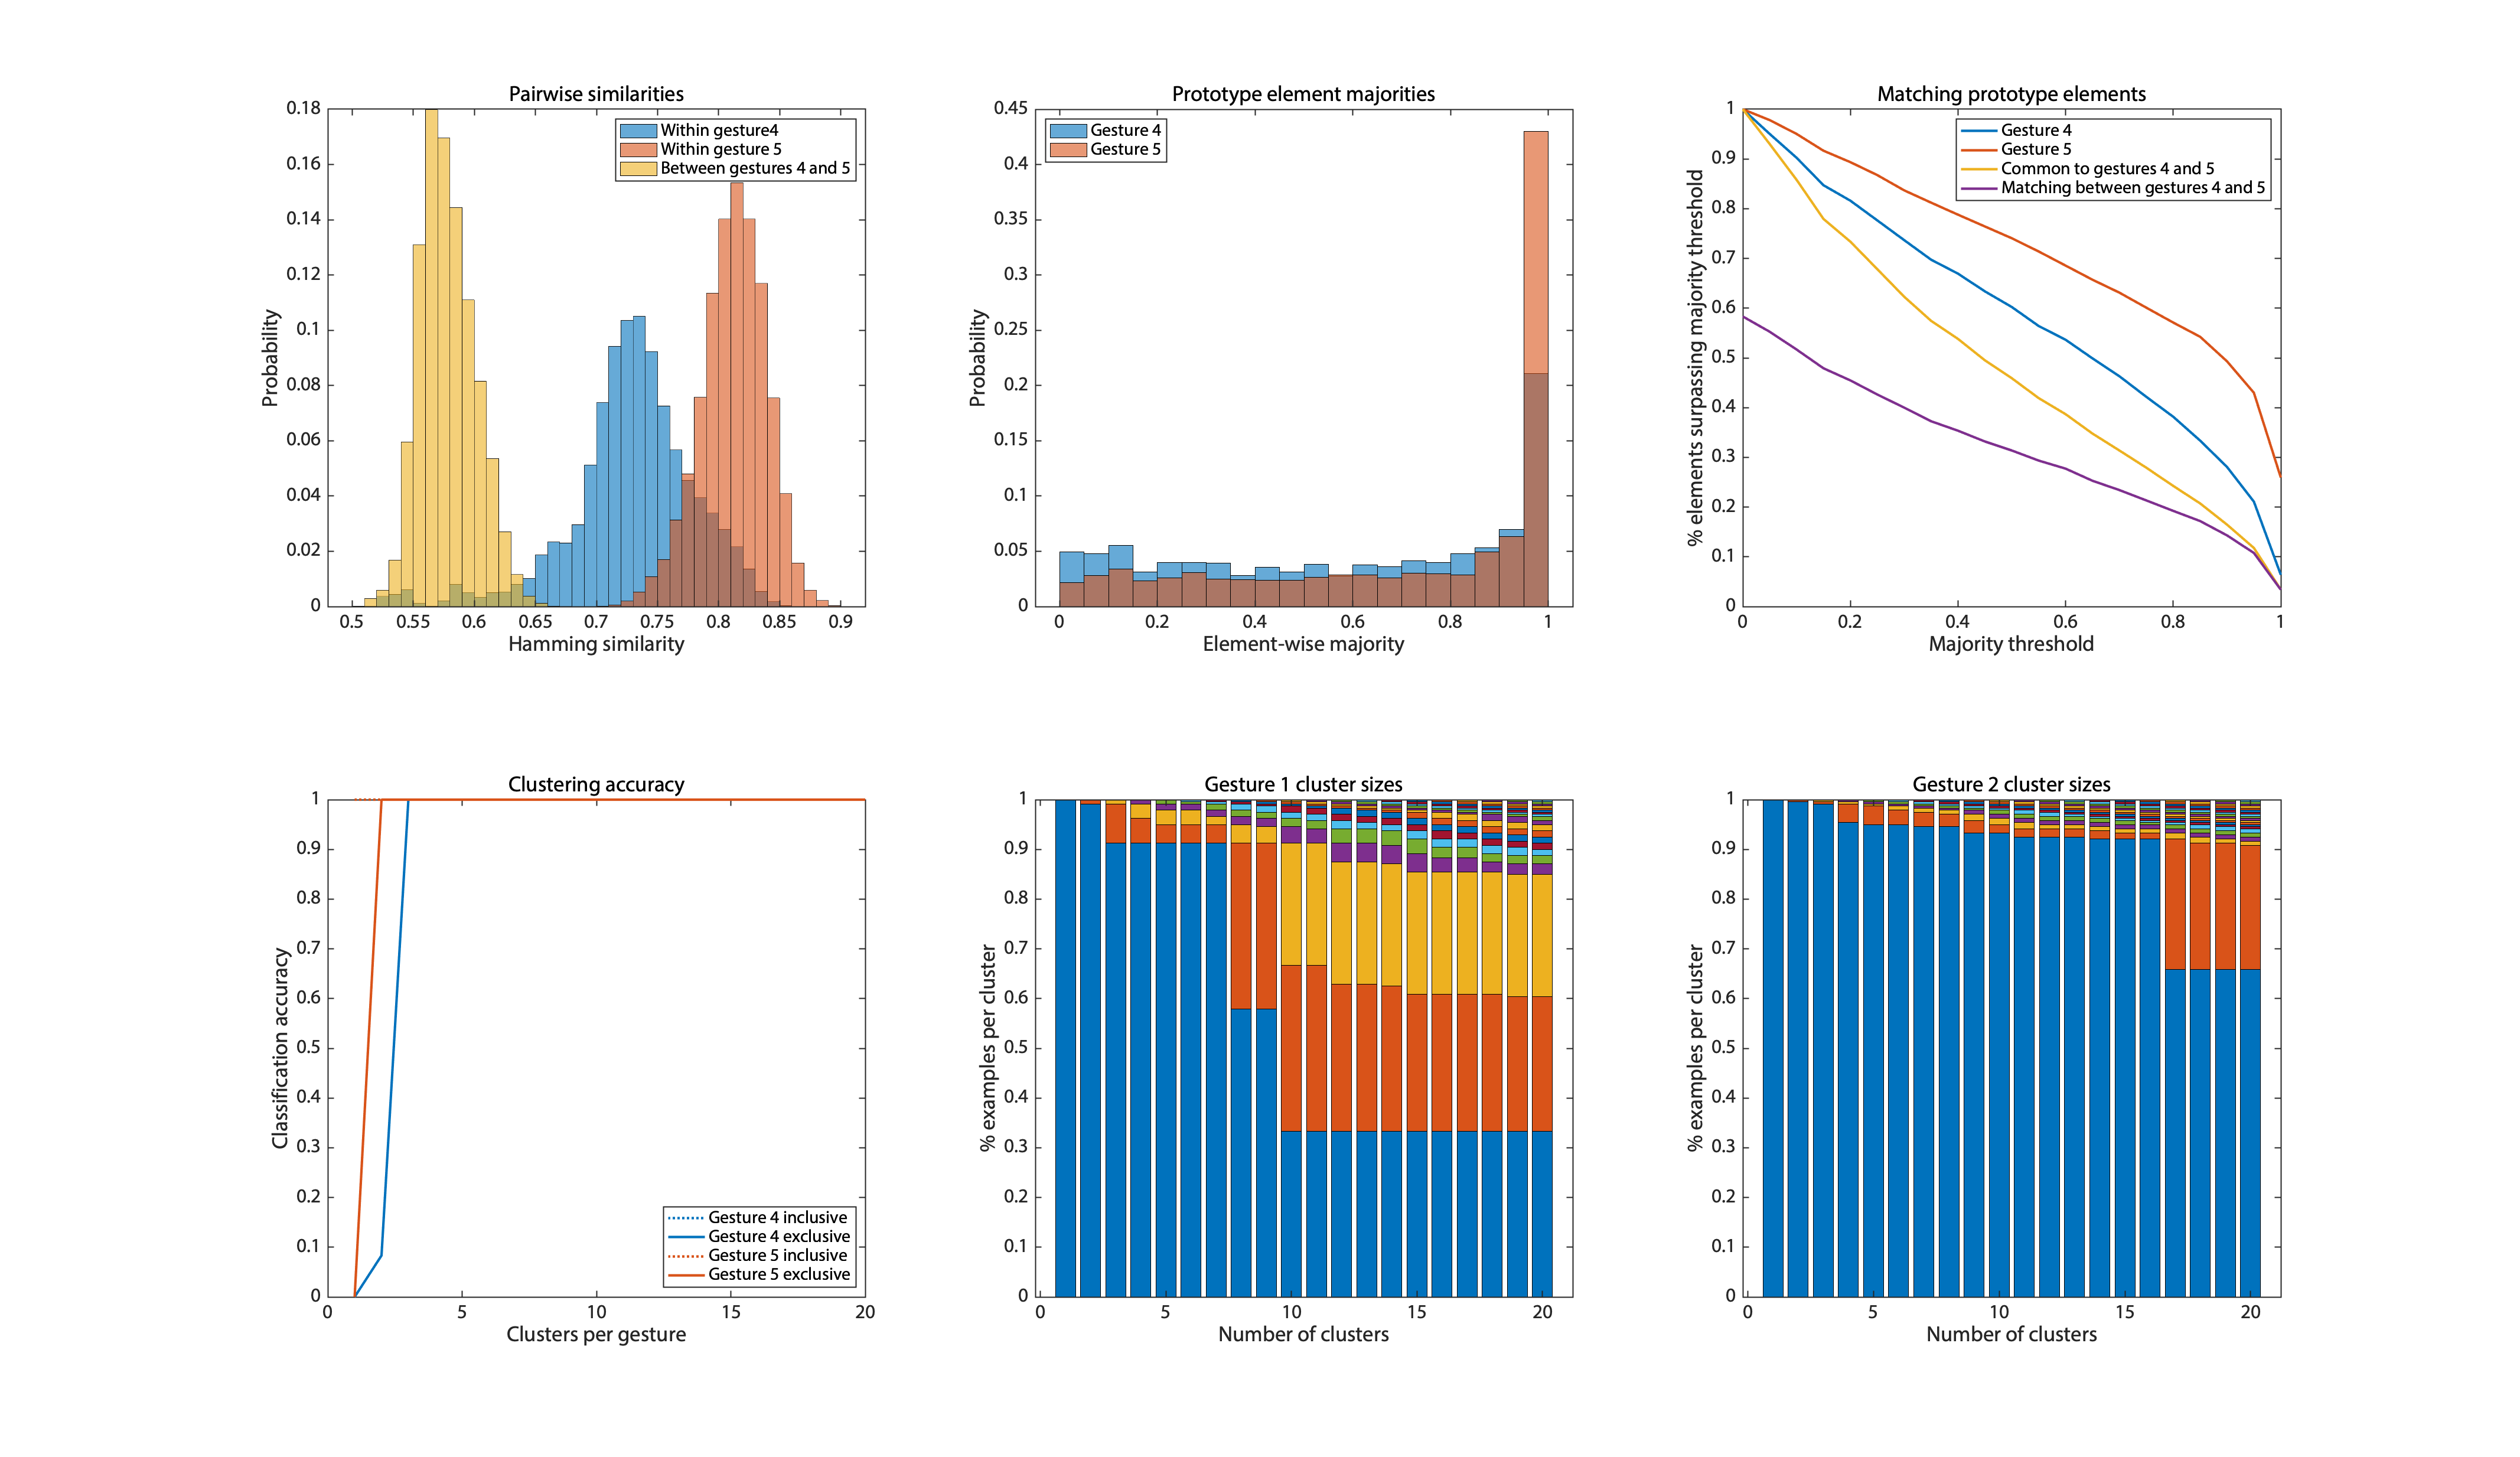 Pairwise similarities
0.18
0.16
0.14
0.12
0.1
0.08
0.06
0.04
0.02
0
Probability
Within gesture4
Within gesture 5
Between gestures 4 and 5
0.5 0.55 0.6 0.65 0.7 0.75 0.8 0.85 0.9
Hamming similarity
Prototype element majorities
0.45
0.4
0.35
0.3
0.25
0.2
0.15
0.1
0.05
0
Probability
Gesture 4
Gesture 5
0 0.2 0.4 0.6 0.8 1
Element-wise majority
Matching prototype elements
1
0.9
0.8
0.7
0.6
0.5
0.4
0.3
0.2
0.1
0
% elements surpassing majority threshold
Gesture 4
Gesture 5
Common to gestures 4 and 5
Matching between gestures 4 and 5
0 0.2 0.4 0.6 0.8 1
Majority threshold
Clustering accuracy
1
0.9
0.8
0.7
0.6
0.5
0.4
0.3
0.2
0.1
0
Classification accuracy
Gesture 4 inclusive
Gesture 4 exclusive
Gesture 5 inclusive
Gesture 5 exclusive
0 5 10 15 20
Clusters per gesture
Gesture 1 cluster sizes
1
0.9
0.8
0.7
0.6
0.5
0.4
0.3
0.2
0.1
0
% examples per cluster
0 5 10 15 20
Number of clusters
Gesture 2 cluster sizes
1
0.9
0.8
0.7
0.6
0.5
0.4
0.3
0.2
0.1
0
% examples per cluster
0 5 10 15 20
Number of clusters